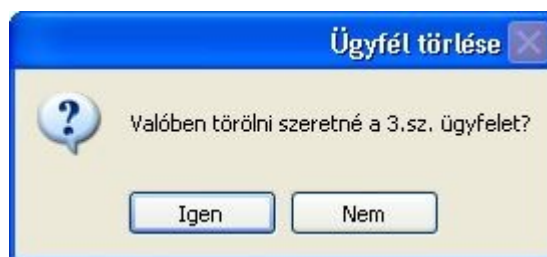 Ügyfél törlése
?
Valóben törölni szeretné a 3.sz. ügyfelet?
Igen
Nem